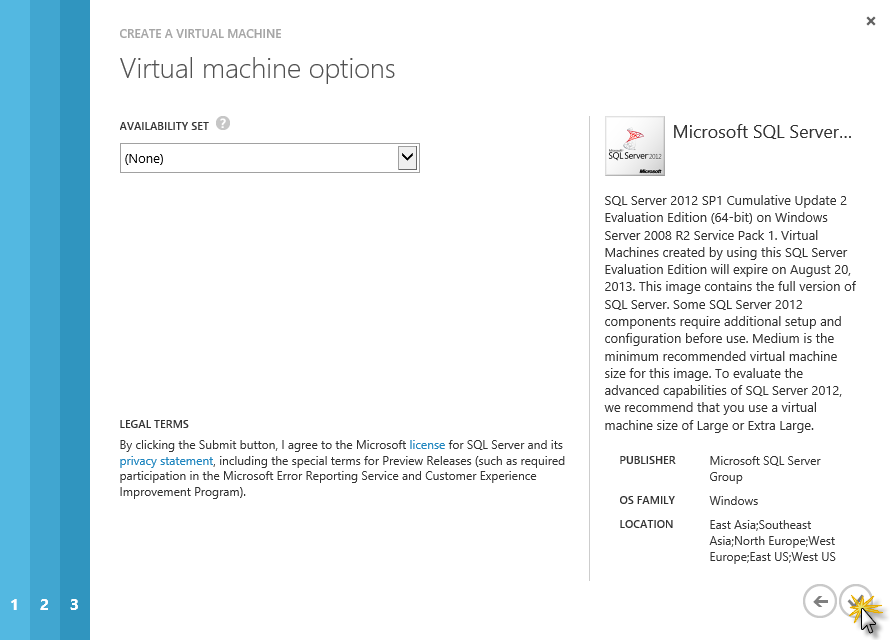 CREATE A VIRTUAL MACHINE
Virtual machine options
AVAILABILITY SET ?
(None)
LEGAL TERMS
By clicking the Submit button, I agree to the Microsoft license for SQL Server and its
privacy statement, including the special terms for Preview Releases (such as required
participation in the Microsoft Error Reporting Service and Customer Experience
Improvement Program).
Microsoft
SQL Server 2012
Microsoft
Microsoft SQL Server...
SQL Server 2012 SP1 Cumulative Update 2
Evaluation Edition (64-bit) on Windows
Server 2008 R2 Service Pack 1. Virtual
Machines created by using this SQL Server
Evaluation Edition will expire on August 20,
2013. This image contains the full version of
SQL Server. Some SQL Server 2012
components require additional setup and
configuration before use. Medium is the
minimum recommended virtual machine
size for this image. To evaluate the
advanced capabilities of SQL Server 2012,
we recommend that you use a virtual
machine size of Large or Extra Large.
PUBLISHER Microsoft SQL Server
Group
OS FAMILY Windows
LOCATION East Asia;Southeast
Asia;North Europe;West
Europe;East US;West US
1 2 3